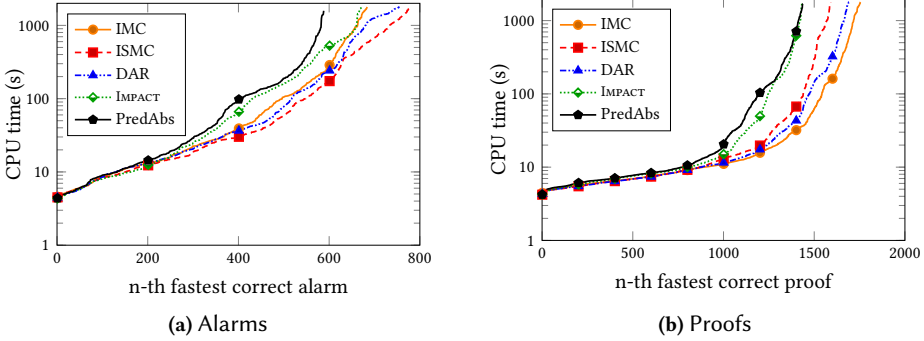 1000
100
10
1
CPU time (s)
IMC
ISMC
DAR
IMPACT
PredAbs
0 200 400 600 800
n-th fastest correct alarm
(a) Alarms
1000
100
10
1
CPU time (s)
IMC
ISMC
DAR
IMPACT
PredAbs
0 500 1000 1500 2000
n-th fastest correct proof
(b) Proofs